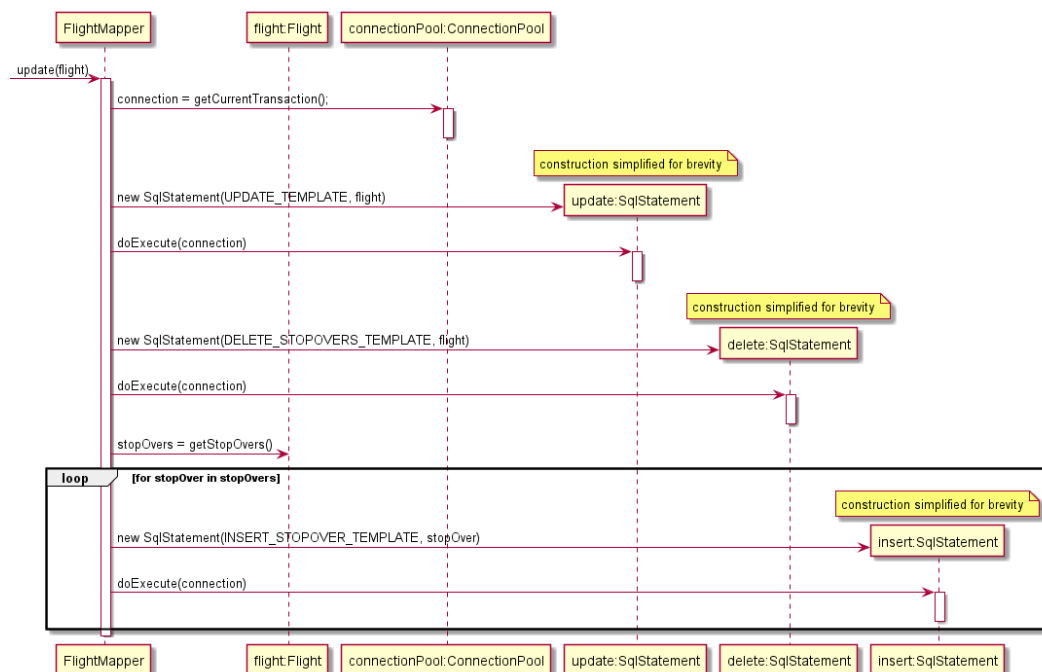 FlightMapper
flight:Flight
connectionPool:ConnectionPool
update(flight)
connection = getCurrentTransaction();
construction simplified for brevity
update:SqlStatement
new SqlStatement(UPDATE_TEMPLATE, flight)
doExecute(connection)
construction simplified for brevity
delete:SqlStatement
new SqlStatement(DELETE_STOPOVERS_TEMPLATE, flight)
doExecute(connection)
stopOvers = getStopOvers()
loop
[for stopOver in stopOvers]
construction simplified for brevity
insert:SqlStatement
new SqlStatement(INSERT_STOPOVER_TEMPLATE, stopOver)
doExecute(connection)
FlightMapper
flight:Flight
connectionPool:ConnectionPool
update:SqlStatement
delete:SqlStatement
insert:SqlStatement